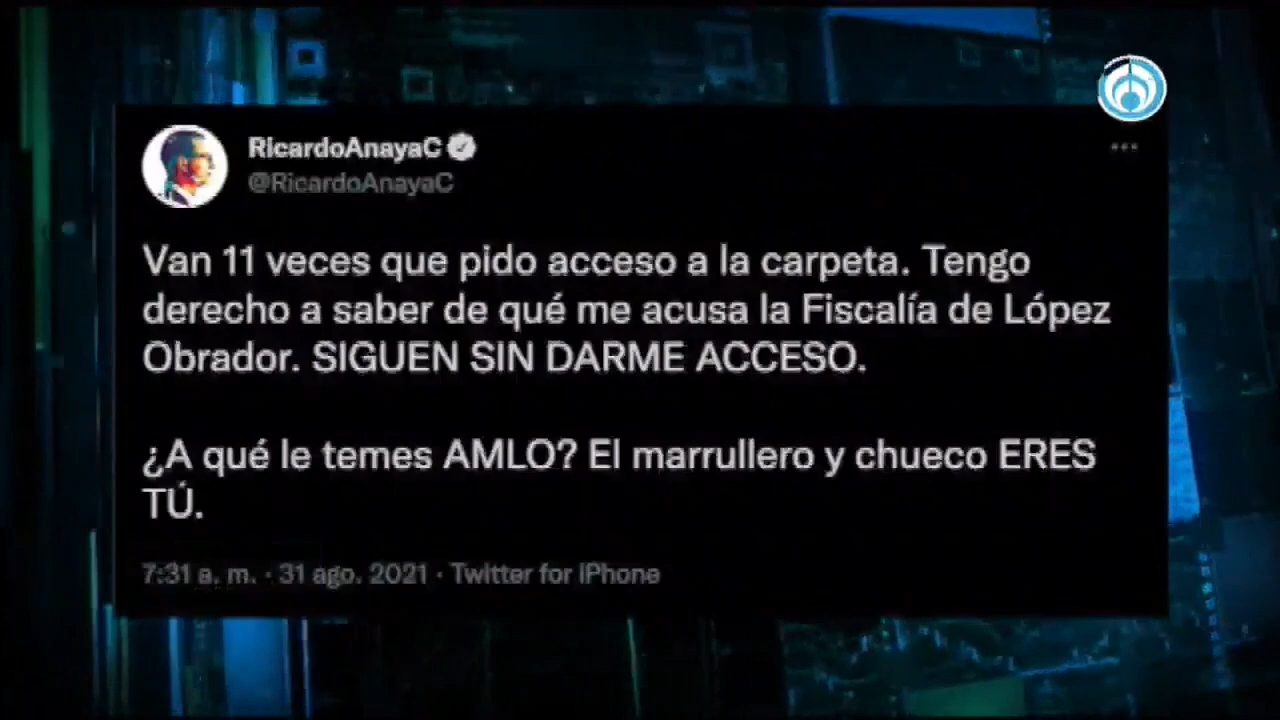 RicardoAnayaC
@RicardoAnayaC
Van 11 veces que pido acceso a la carpeta. Tengo
derecho a saber de qué me acusa la Fiscalía de López
Obrador. SIGUEN SIN DARME ACCESO.
¿A qué le temes AMLO? El marrullero y chueco ERES
TÚ.
7:31 a. m. · 31 ago. 2021 · Twitter for iPhone